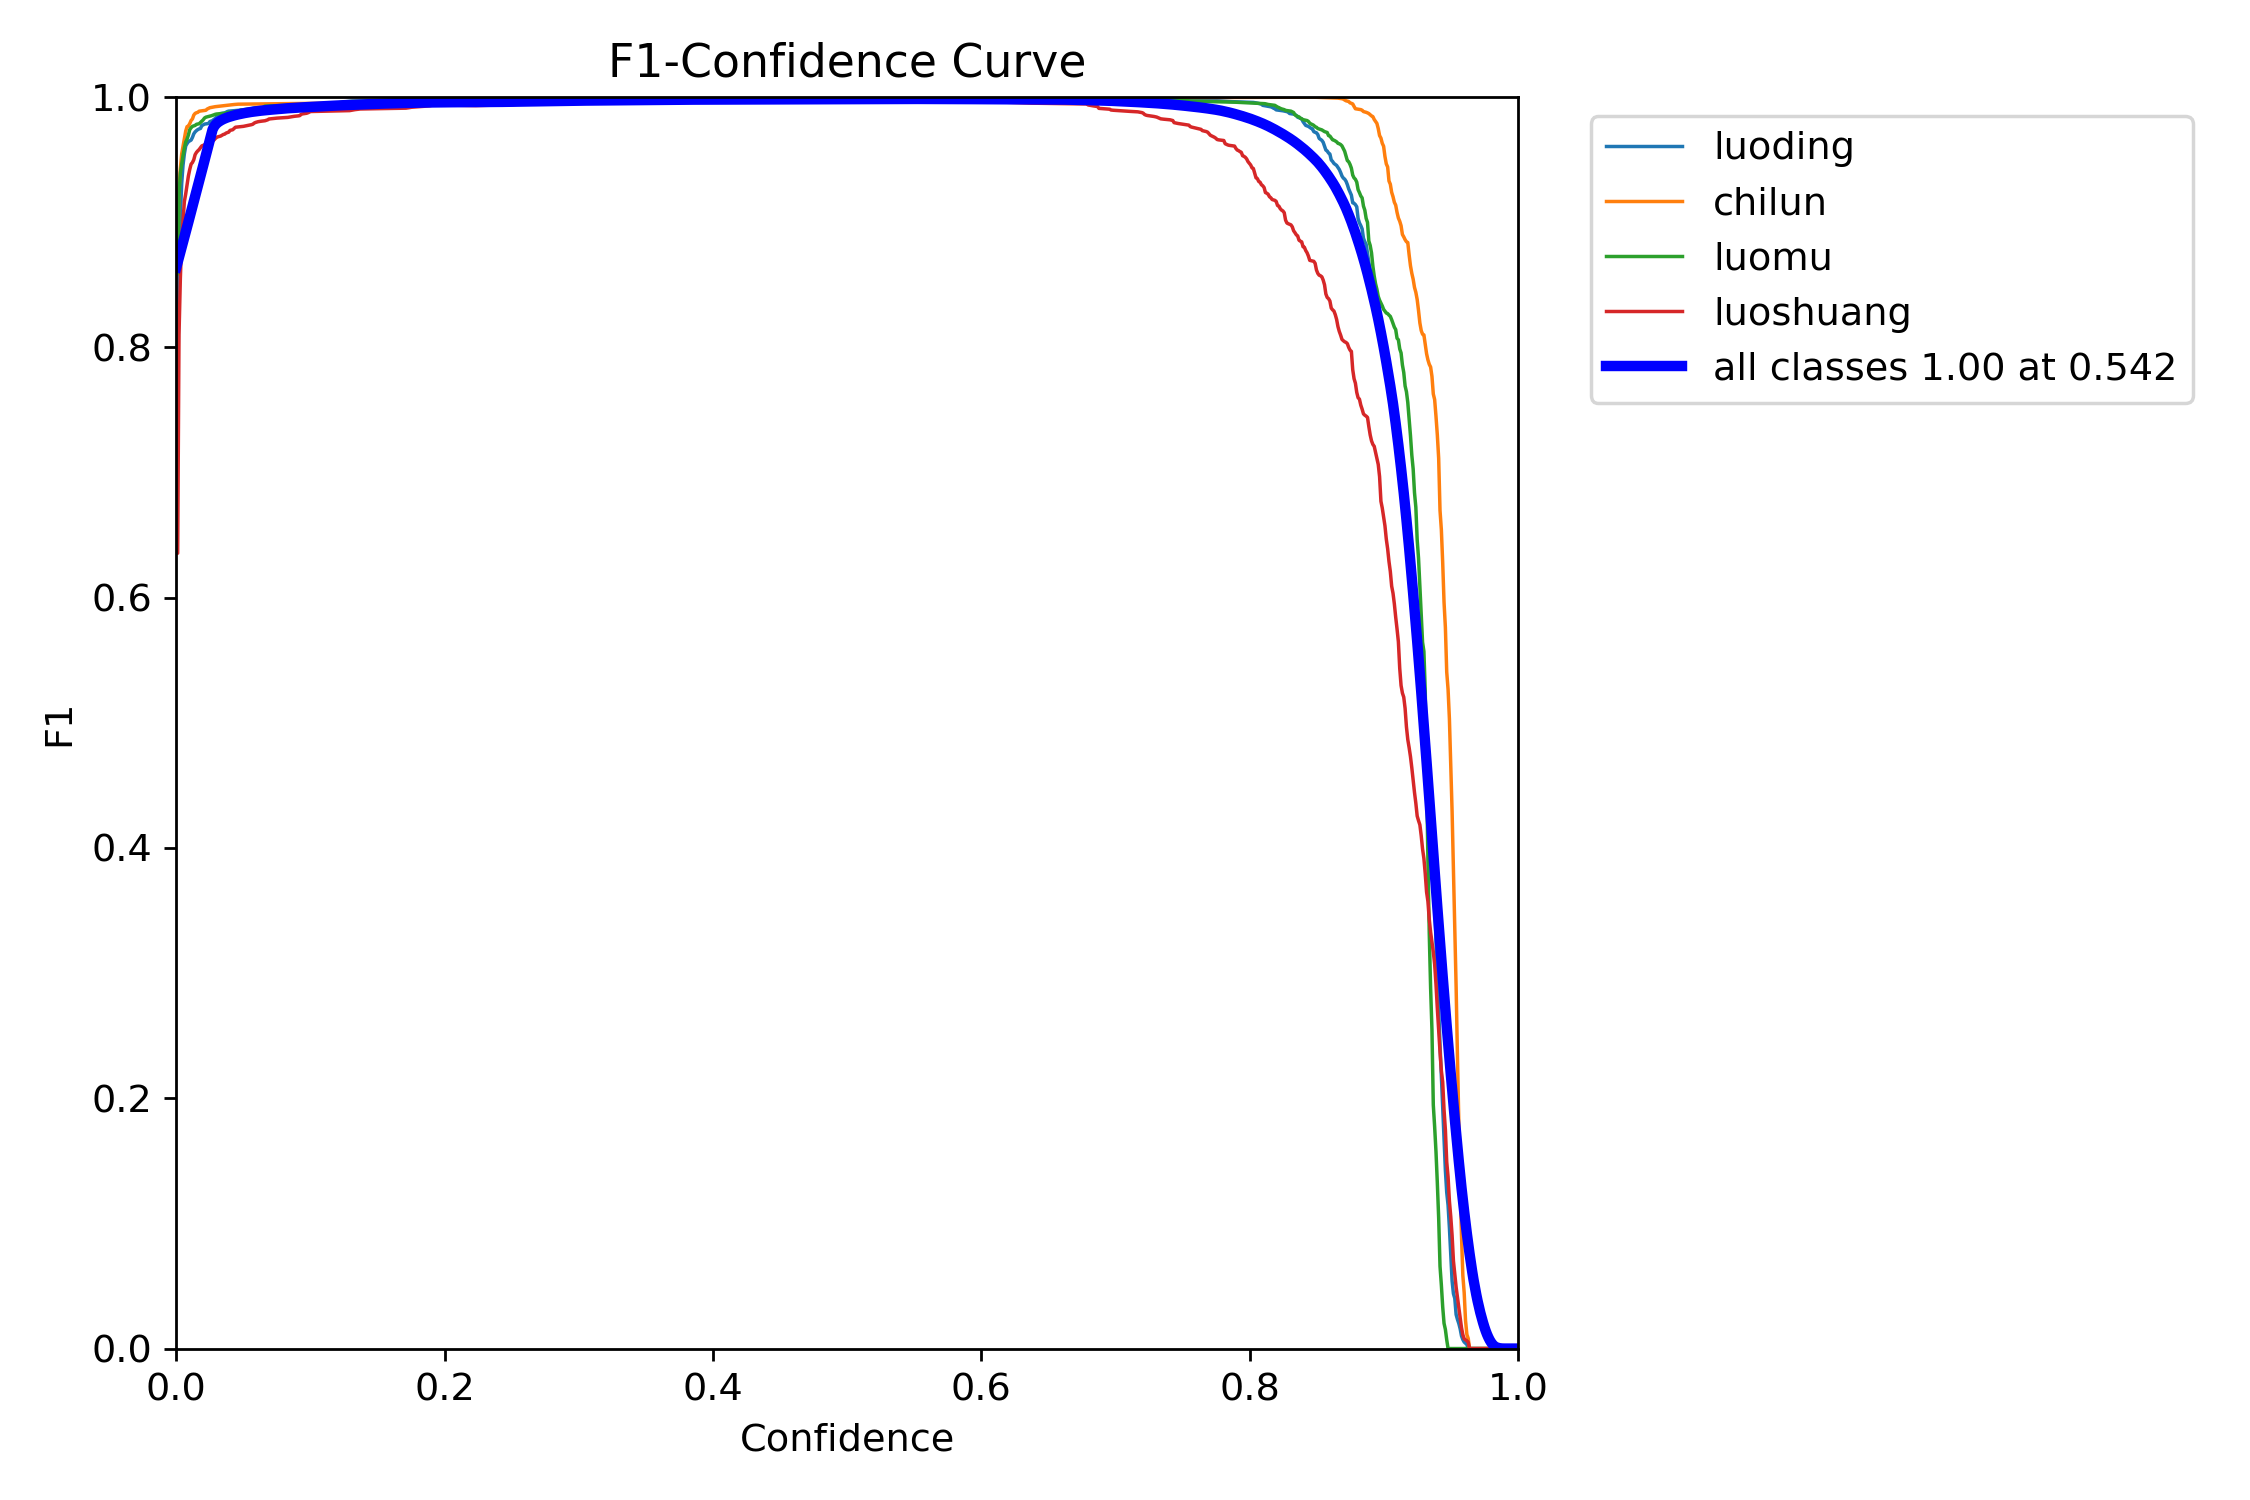 F1-Confidence Curve
1.0
0.8
0.6
0.4
0.2
0.0
F1
0.0 0.2 0.4 0.6 0.8 1.0
Confidence
luoding
chilun
luomu
luoshuang
all classes 1.00 at 0.542